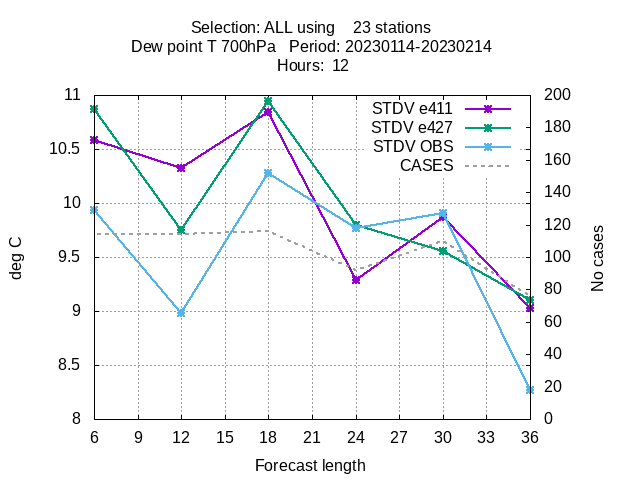 Selection: ALL using    23 stations
Dew point T 700hPa   Period: 20230114-20230214
Hours:  12
11
10.5
10
9.5
9
8.5
8
deg C
STDV e411
STDV e427
STDV OBS
CASES
200
180
160
140
120
100
80
60
40
20
0
No cases
6 9 12 15 18 21 24 27 30 33 36
Forecast length